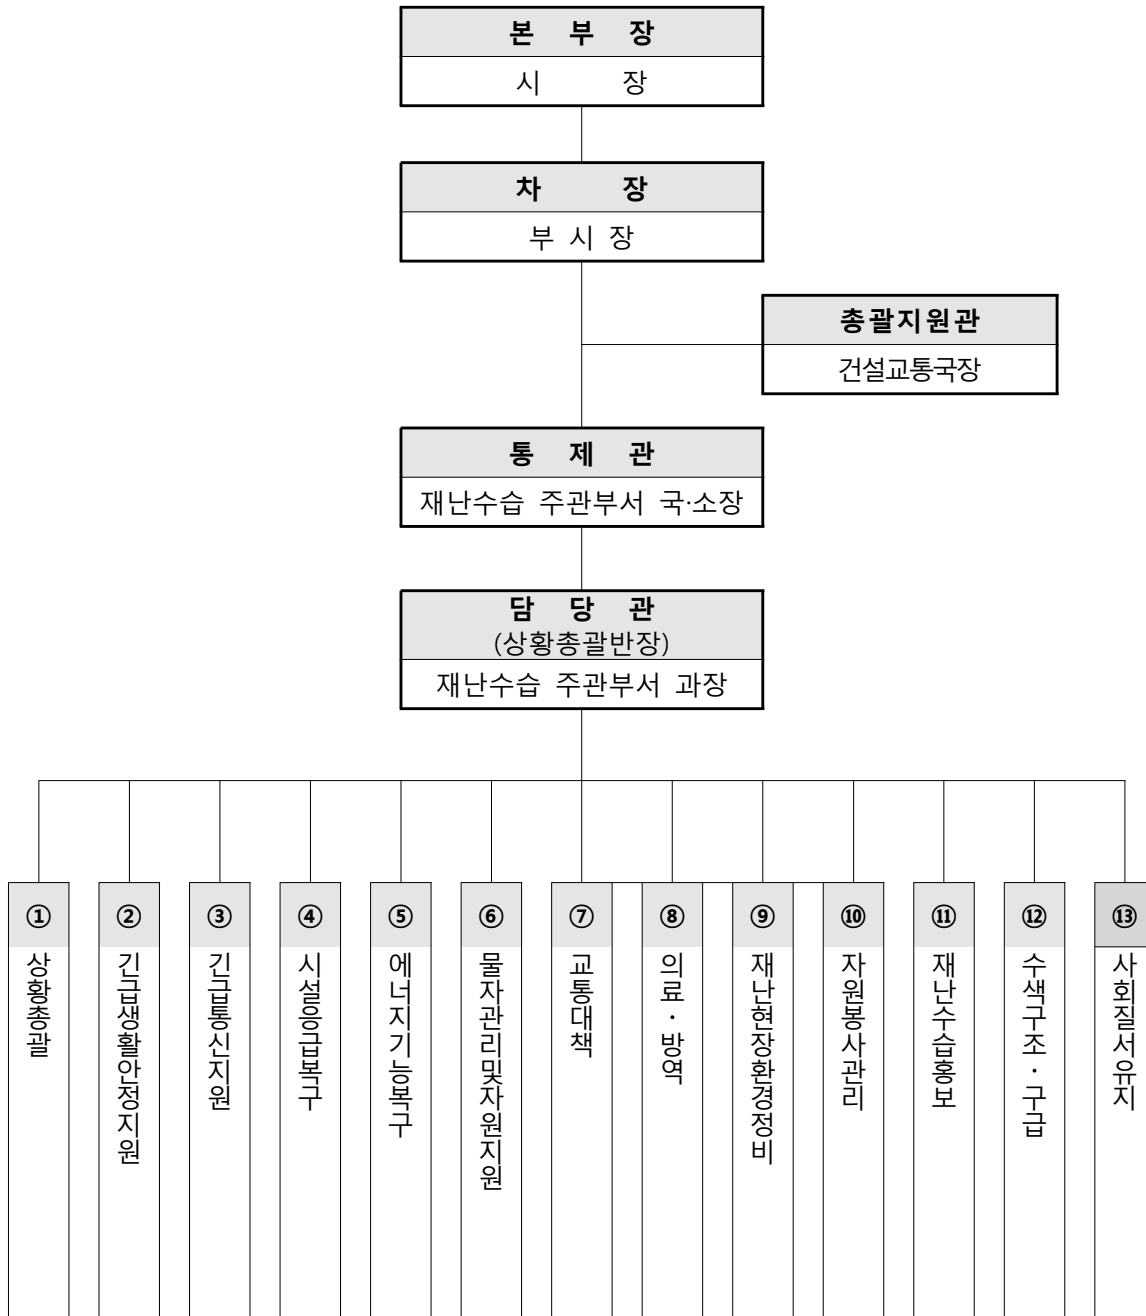 본 부 장
시 장
차 장
부 시 장
총괄지원관
건설교통국장
통 제 관
재난수습 주관부서 국·소장
담 당 관
(상황총괄반장)
재난수습 주관부서 과장
①
상황총괄
②
긴급생활안정지원
③
긴급통신지원
④
시설응급복구
⑤
에너지기능복구
⑥
물자관리및자원지원
⑦
교통대책
⑧
의료·방역
⑨
재난현장환경정비
⑩
자원봉사관리
⑪
재난수습홍보
⑫
수색구조·구급
⑬
사회질서유지